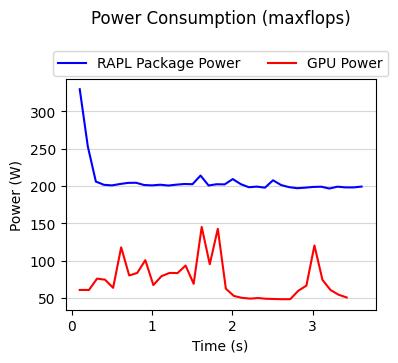 Power Consumption (maxflops)
RAPL Package Power
GPU Power
Power (W)
300
250
200
150
100
50
0
1
2
3
Time (s)